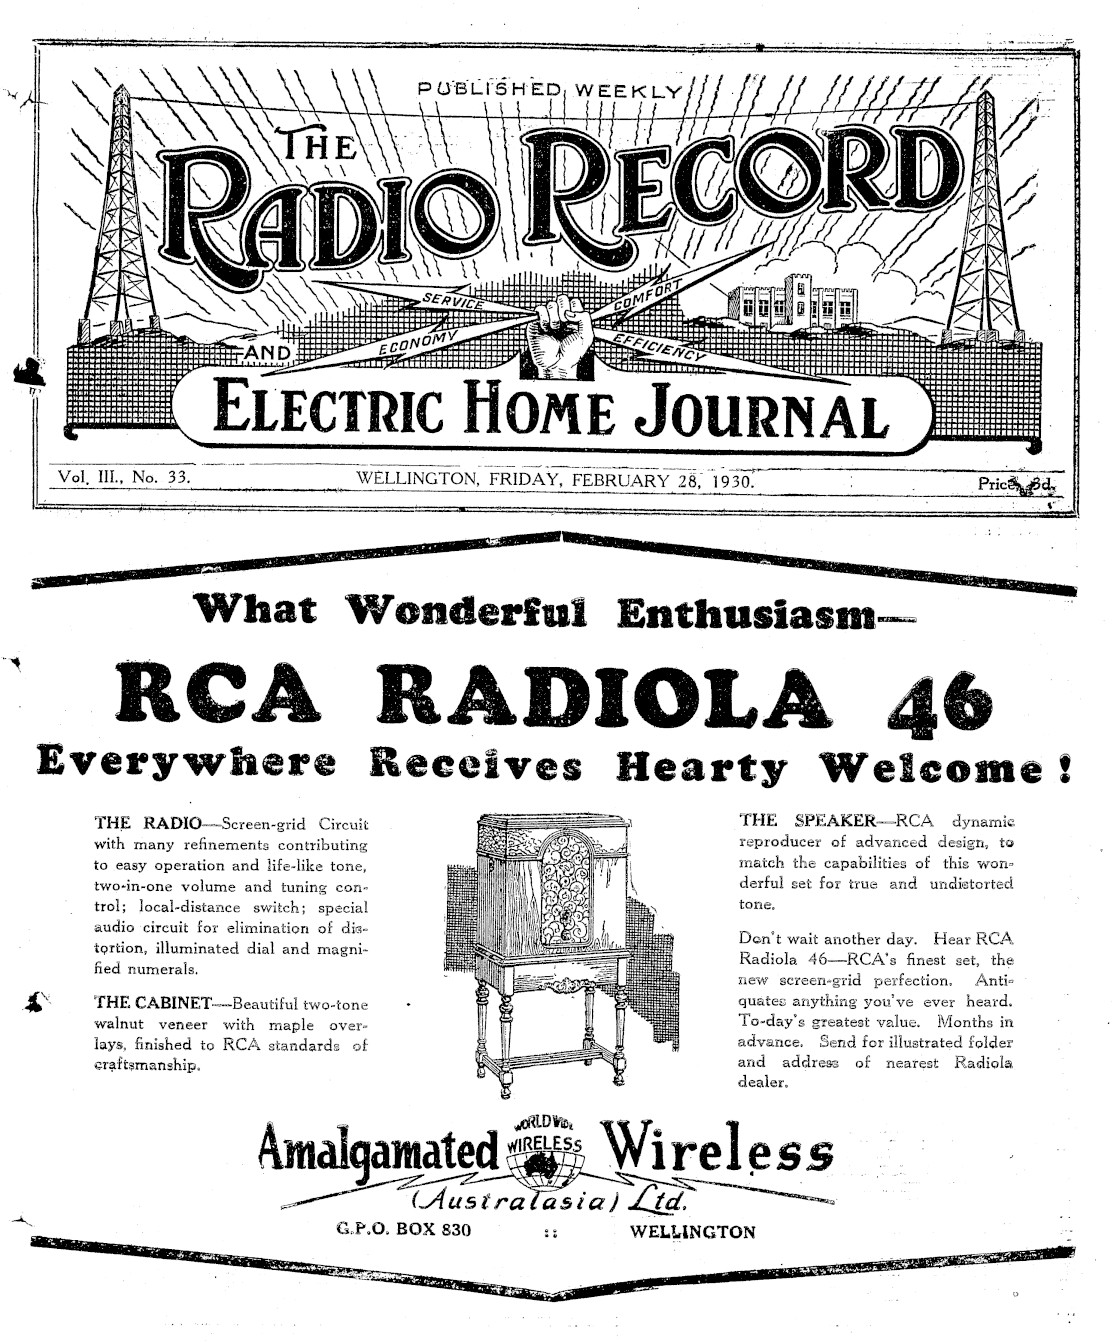 PUBLISHED WEEKLY
THE
RADIO RECORD
SERVICE
COMFORT
ECONOMY
EFFICIENCY
AND
ELECTRIC HOME JOURNAL
Vol. III., No. 33.
WELLINGTON, FRIDAY, FEBRUARY 28, 1930.
Price, 3d.
What Wonderful Enthusiasm—
RCA RADIOLA 46
Everywhere Receives Hearty Welcome!
THE RADIO—Screen-grid Circuit
with many refinements contributing
to easy operation and life-like tone,
two-in-one volume and tuning con-
trol; local-distance switch; special
audio circuit for elimination of dis-
tortion, illuminated dial and magni-
fied numerals.
THE CABINET—Beautiful two-tone
walnut veneer with maple over-
lays, finished to RCA standards of
craftsmanship.
THE SPEAKER—RCA dynamic
reproducer of advanced design, to
match the capabilities of this won-
derful set for true and undistorted
tone.
Don't wait another day. Hear RCA
Radiola 46—RCA's finest set, the
new screen-grid perfection. Anti-
quates anything you've ever heard.
To-day's greatest value. Months in
advance. Send for illustrated folder
and address of nearest Radiola
dealer.
Amalgamated Wireless
WORLD WIDE
WIRELESS
(Australasia) Ltd.
G.P.O. BOX 830 :: WELLINGTON